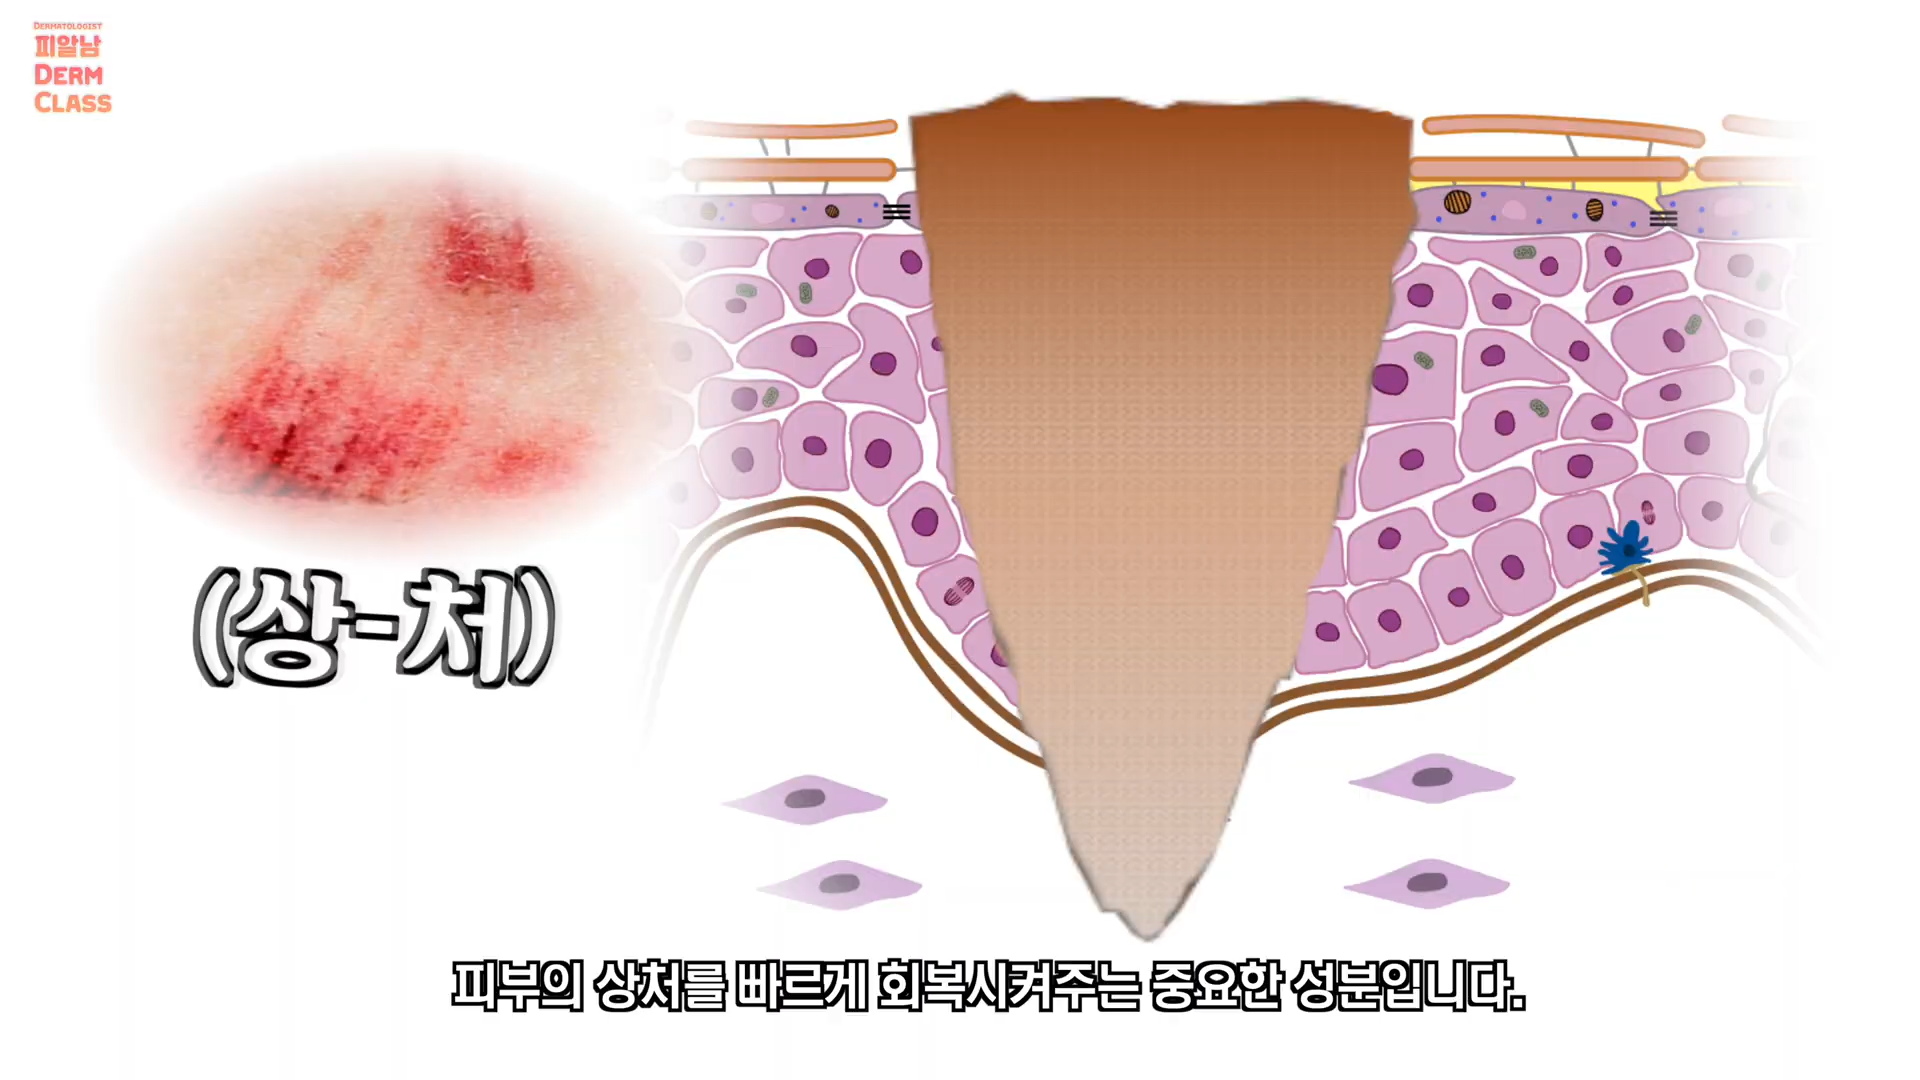 DERMATOLOGIST
피알남
DERM
CLASS
(상-처)
피부의 상처를 빠르게 회복시켜주는 중요한 성분입니다.